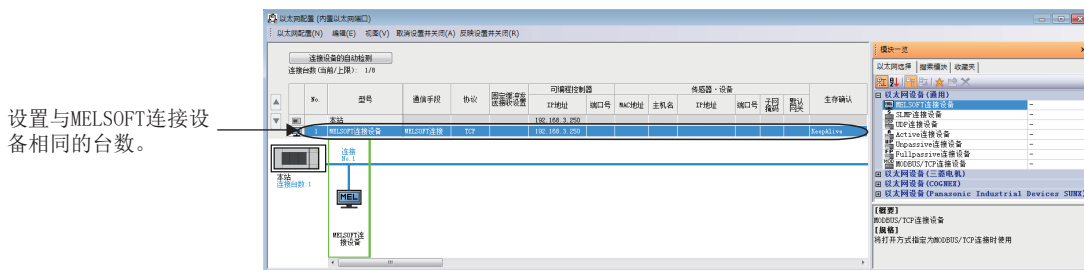 以太网配置 (内置以太网端口)
以太网配置(N) 编辑(E) 视图(V) 取消设置并关闭(A) 反映设置并关闭(R)
连接设备的自动检测
连接台数(当前/上限): 1/8
No. 型号 通信手段 协议 固定缓冲发送接收设置 可编程控制器 IP地址 端口号 传感器・设备 MAC地址 主机名 IP地址 端口号 子网掩码 默认网关 生存确认
本站 192.168.3.250
1 MELSOFT连接设备 MELSOFT连接 TCP 192.168.3.250 KeepAlive
设置与MELSOFT连接设
备相同的台数。
连接
No.1
本站
连接台数:1
MEL
MELSOFT连
接设备
模块一览
以太网选择 搜索模块 收藏夹
以太网设备(通用)
MELSOFT连接设备 -
SLMP连接设备 -
UDP连接设备 -
Active连接设备 -
Unpassive连接设备 -
Fullpassive连接设备 -
MODBUS/TCP连接设备 -
以太网设备(三菱电机)
以太网设备(COGNEX)
以太网设备(Panasonic Industrial Devices SUNX)
[概要]
MODBUS/TCP连接设备
[规格]
将打开方式指定为MODBUS/TCP连接时使用